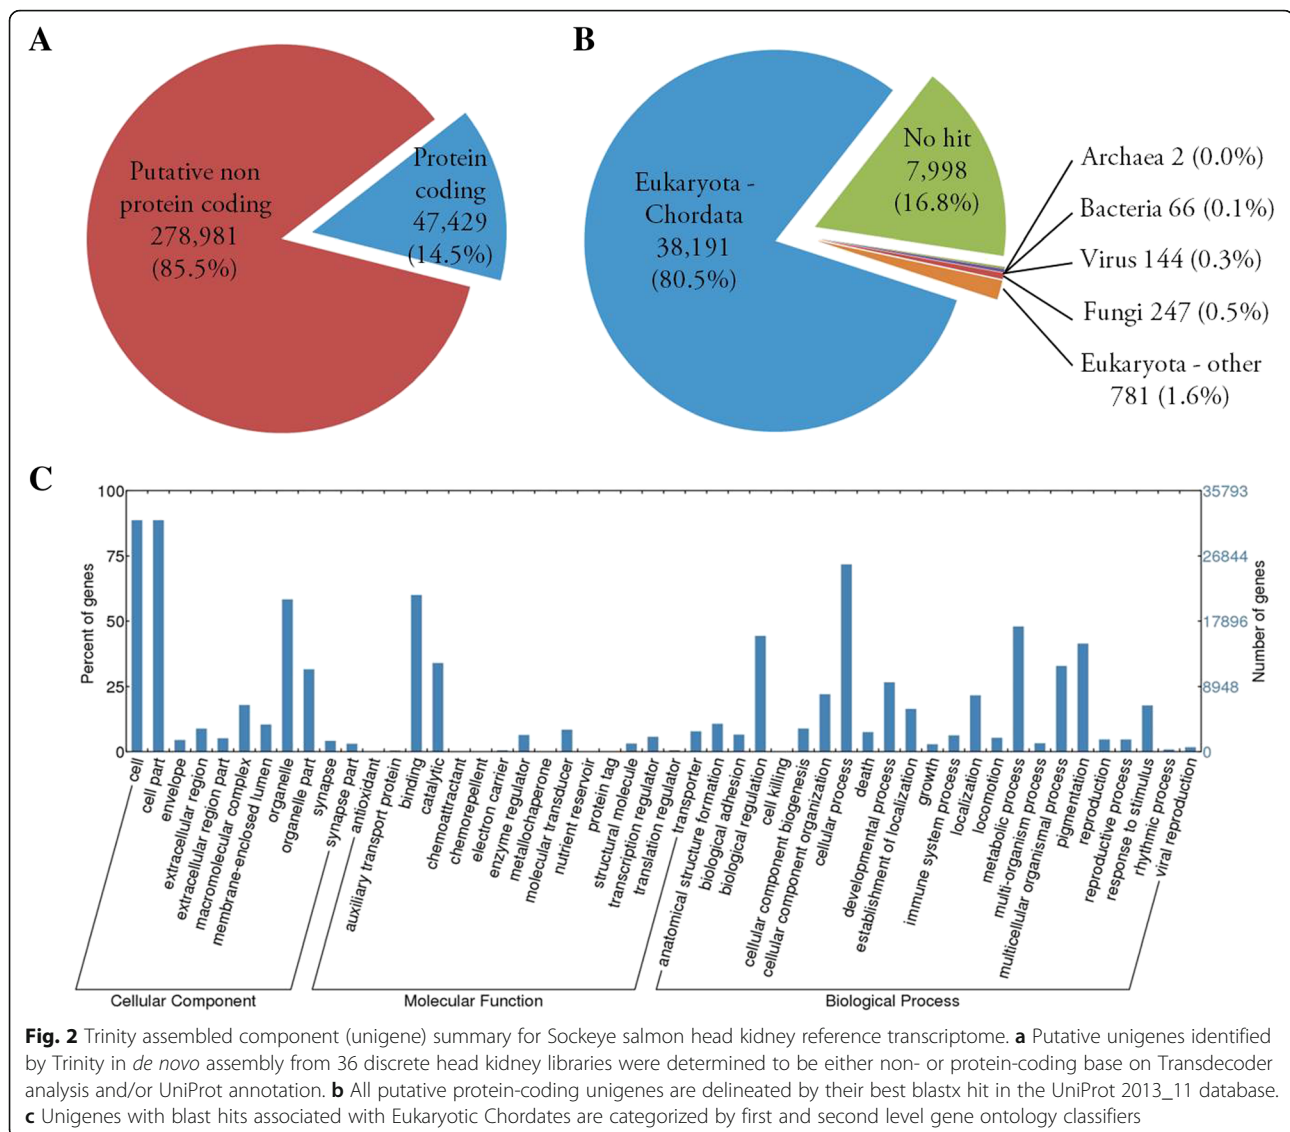 A
Putative non
protein coding
278,981
(85.5%)
Protein
coding
47,429
(14.5%)
B
Eukaryota -
Chordata
38,191
(80.5%)
No hit
7,998
(16.8%)
Archaea 2 (0.0%)
Bacteria 66 (0.1%)
Virus 144 (0.3%)
Fungi 247 (0.5%)
Eukaryota - other
781 (1.6%)
C
Percent of genes
100
75
50
25
0
35793
26844
17896
8948
0
Number of genes
cell
cell part
envelope
extracellular region
extracellular region part
macromolecular complex
membrane-enclosed lumen
organelle
organelle part
synapse
synapse part
antioxidant
auxiliary transport protein
binding
catalytic
chemoattractant
chemorepellent
electron carrier
enzyme regulator
metallochaperone
molecular transducer
nutrient reservoir
protein tag
structural molecule
transcription regulator
translation regulator
transporter
anatomical structure formation
biological adhesion
biological regulation
cell killing
cellular component biogenesis
cellular component organization
cellular process
death
developmental process
establishment of localization
growth
immune system process
localization
locomotion
metabolic process
multi-organism process
multicellular organismal process
pigmentation
reproduction
reproductive process
response to stimulus
rhythmic process
viral reproduction
Cellular Component
Molecular Function
Biological Process
Fig. 2 Trinity assembled component (unigene) summary for Sockeye salmon head kidney reference transcriptome. a Putative unigenes identified
by Trinity in de novo assembly from 36 discrete head kidney libraries were determined to be either non- or protein-coding base on Transdecoder
analysis and/or UniProt annotation. b All putative protein-coding unigenes are delineated by their best blastx hit in the UniProt 2013_11 database.
c Unigenes with blast hits associated with Eukaryotic Chordates are categorized by first and second level gene ontology classifiers